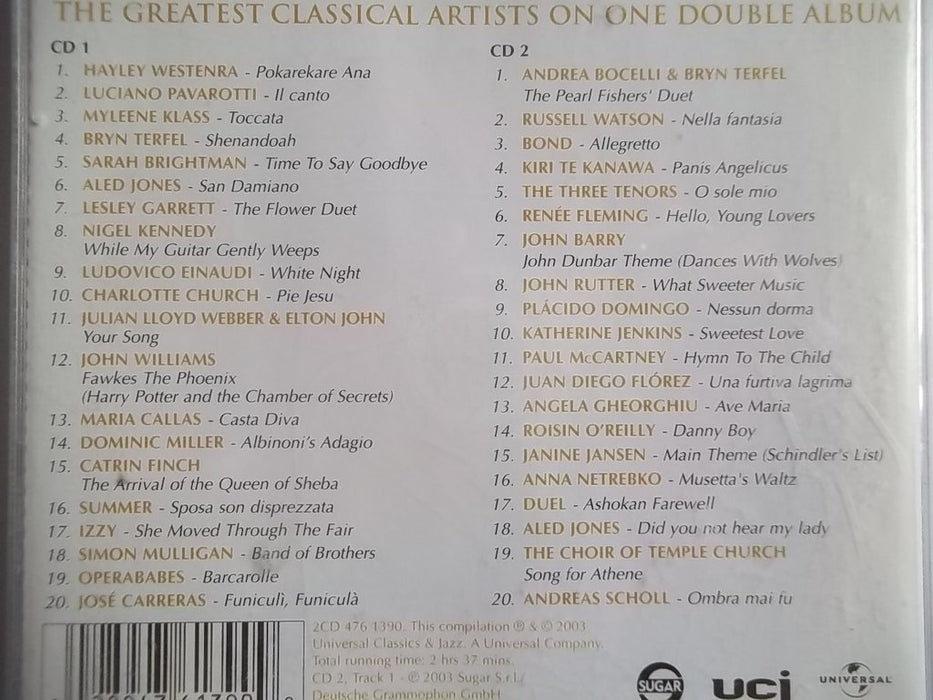 THE GREATEST CLASSICAL ARTISTS ON ONE DOUBLE ALBUM
CD 1
1. HAYLEY WESTENRA - Pokarekare Ana
2. LUCIANO PAVAROTTI - Il canto
3. MYLEENE KLASS - Toccata
4. BRYN TERFEL - Shenandoah
5. SARAH BRIGHTMAN - Time To Say Goodbye
6. ALED JONES - San Damiano
7. LESLEY GARRETT - The Flower Duet
8. NIGEL KENNEDY
While My Guitar Gently Weeps
9. LUDOVICO EINAUDI - White Night
10. CHARLOTTE CHURCH - Pie Jesu
11. JULIAN LLOYD WEBBER & ELTON JOHN
Your Song
12. JOHN WILLIAMS
Fawkes The Phoenix
(Harry Potter and the Chamber of Secrets)
13. MARIA CALLAS - Casta Diva
14. DOMINIC MILLER - Albinoni's Adagio
15. CATRIN FINCH
The Arrival of the Queen of Sheba
16. SUMMER - Sposa son disprezzata
17. IZZY - She Moved Through The Fair
18. SIMON MULLIGAN - Band of Brothers
19. OPERABABES - Barcarolle
20. JOSÉ CARRERAS - Funiculì, Funiculà
CD 2
1. ANDREA BOCELLI & BRYN TERFEL
The Pearl Fishers' Duet
2. RUSSELL WATSON - Nella fantasia
3. BOND - Allegretto
4. KIRI TE KANAWA - Panis Angelicus
5. THE THREE TENORS - O sole mio
6. RENÉE FLEMING - Hello, Young Lovers
7. JOHN BARRY
John Dunbar Theme (Dances With Wolves)
8. JOHN RUTTER - What Sweeter Music
9. PLÁCIDO DOMINGO - Nessun dorma
10. KATHERINE JENKINS - Sweetest Love
11. PAUL McCARTNEY - Hymn To The Child
12. JUAN DIEGO FLÓREZ - Una furtiva lagrima
13. ANGELA GHEORGHIU - Ave Maria
14. ROISIN O'REILLY - Danny Boy
15. JANINE JANSEN - Main Theme (Schindler's List)
16. ANNA NETREBKO - Musetta's Waltz
17. DUEL - Ashokan Farewell
18. ALED JONES - Did you not hear my lady
19. THE CHOIR OF TEMPLE CHURCH
Song for Athene
20. ANDREAS SCHOLL - Ombra mai fu
2CD 476 1390. This compilation ℗ & © 2003
Universal Classics & Jazz. A Universal Company.
Total running time: 2 hrs 37 mins.
CD 2, Track 1 - ℗ 2003 Sugar S.r.l./
Deutsche Grammophon GmbH
SUGAR
uci
UNIVERSAL